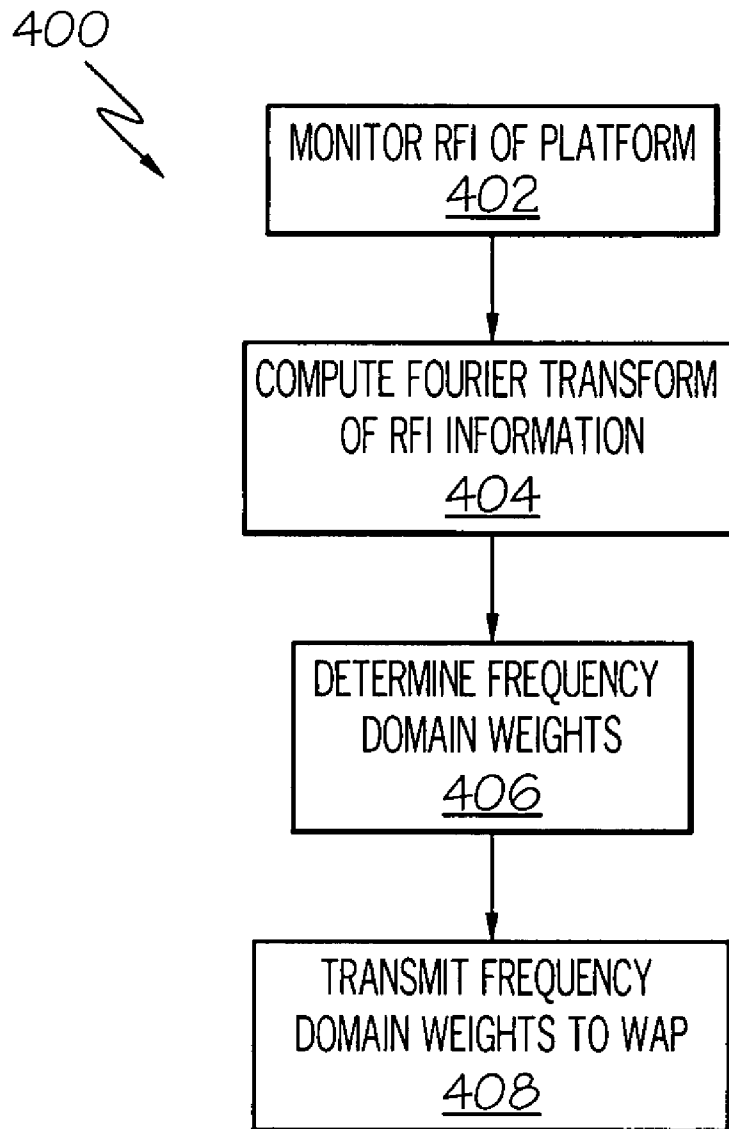 400
MONITOR RFI OF PLATFORM
402
COMPUTE FOURIER TRANSFORM
OF RFI INFORMATION
404
DETERMINE FREQUENCY
DOMAIN WEIGHTS
406
TRANSMIT FREQUENCY
DOMAIN WEIGHTS TO WAP
408